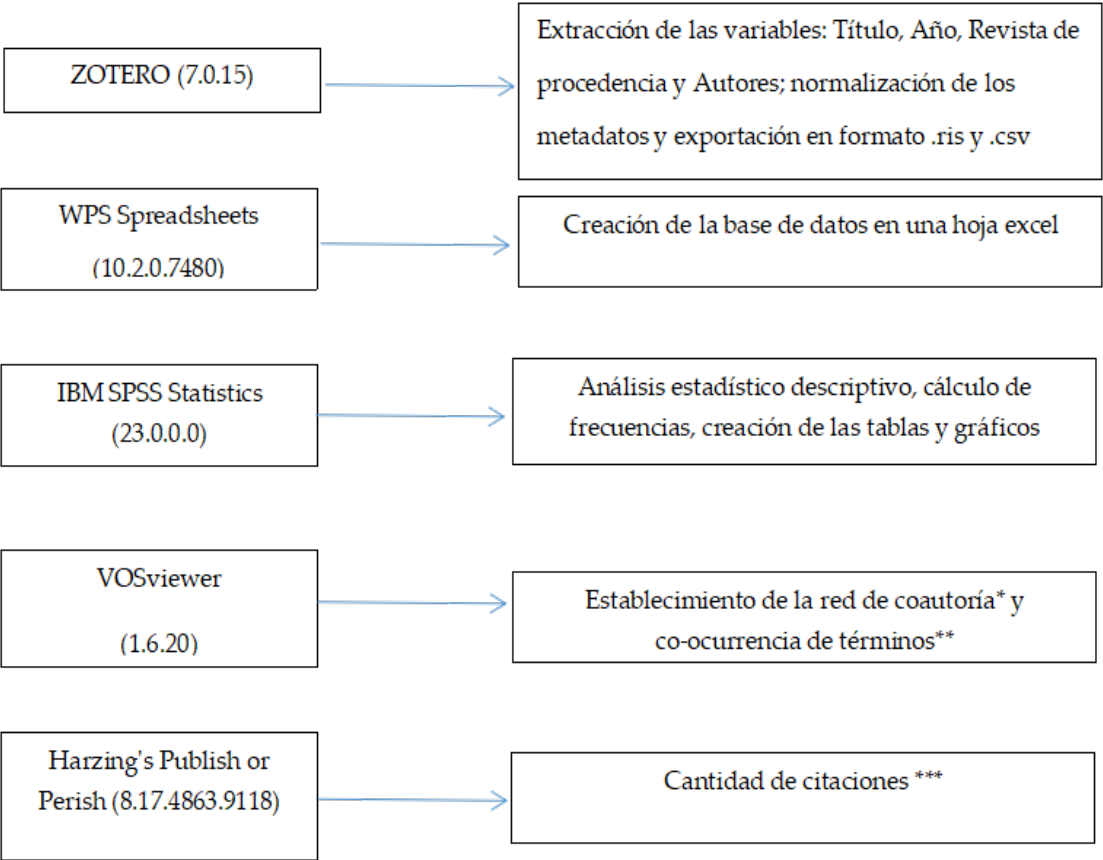 ZOTERO (7.0.15)
Extracción de las variables: Título, Año, Revista de
procedencia y Autores; normalización de los
metadatos y exportación en formato .ris y .csv
WPS Spreadsheets
(10.2.0.7480)
Creación de la base de datos en una hoja excel
IBM SPSS Statistics
(23.0.0.0)
Análisis estadístico descriptivo, cálculo de
frecuencias, creación de las tablas y gráficos
VOSviewer
(1.6.20)
Establecimiento de la red de coautoría* y
co-ocurrencia de términos**
Harzing's Publish or
Perish (8.17.4863.9118)
Cantidad de citaciones ***